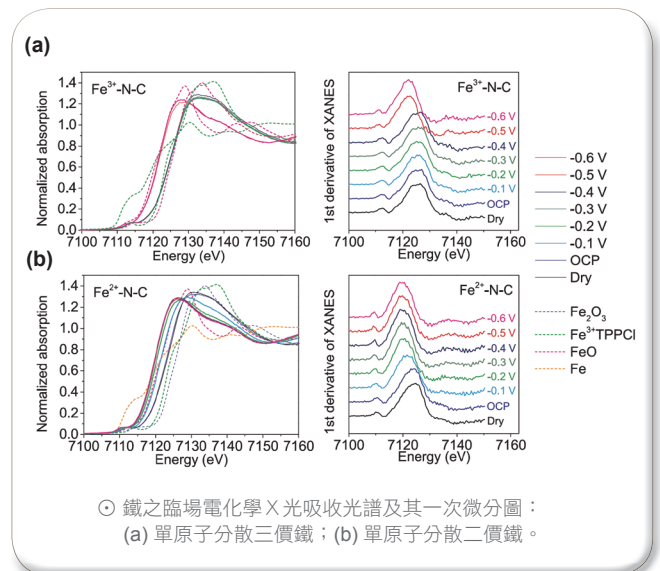 (a)
Fe³⁺-N-C
Normalized absorption
1.4
1.2
1.0
0.8
0.6
0.4
0.2
0.0
7100 7110 7120 7130 7140 7150 7160
Energy (eV)
Fe³⁺-N-C
1st derivative of XANES
-0.6 V
-0.5 V
-0.4 V
-0.3 V
-0.2 V
-0.1 V
OCP
Dry
7100 7120 7140 7160
Energy (eV)
(b)
Fe²⁺-N-C
Normalized absorption
1.4
1.2
1.0
0.8
0.6
0.4
0.2
0.0
7100 7110 7120 7130 7140 7150 7160
Energy (eV)
Fe²⁺-N-C
1st derivative of XANES
-0.6 V
-0.5 V
-0.4 V
-0.3 V
-0.2 V
-0.1 V
OCP
Dry
7100 7120 7140 7160
Energy (eV)
-0.6 V
-0.5 V
-0.4 V
-0.3 V
-0.2 V
-0.1 V
OCP
Dry
Fe₂O₃
Fe³⁺TPPCl
FeO
Fe
⊙ 鐵之臨場電化學X光吸收光譜及其一次微分圖：
(a) 單原子分散三價鐵；(b) 單原子分散二價鐵。